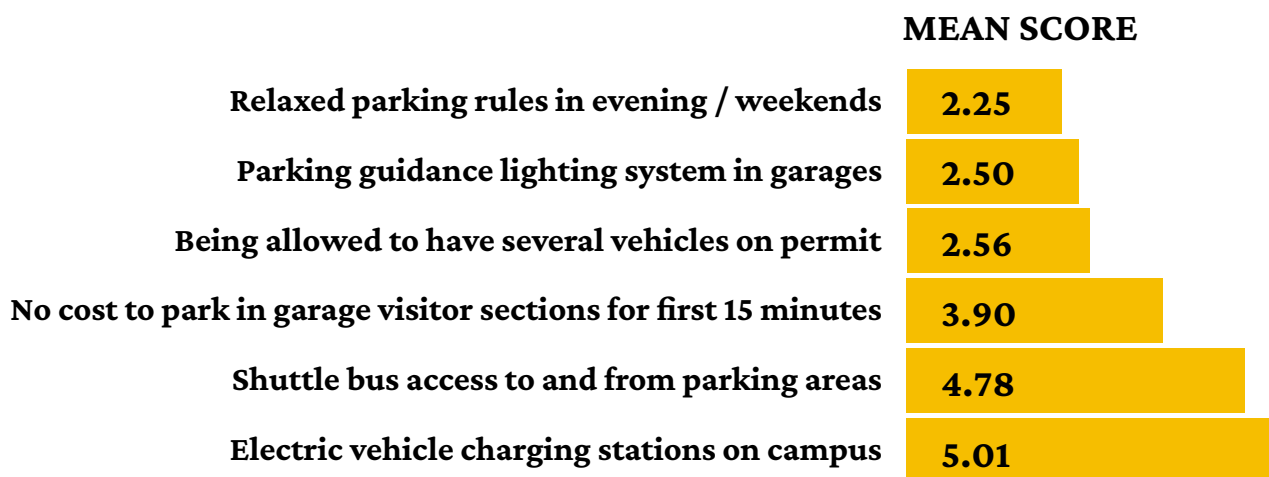 MEAN SCORE
Relaxed parking rules in evening / weekends 2.25
Parking guidance lighting system in garages 2.50
Being allowed to have several vehicles on permit 2.56
No cost to park in garage visitor sections for first 15 minutes 3.90
Shuttle bus access to and from parking areas 4.78
Electric vehicle charging stations on campus 5.01